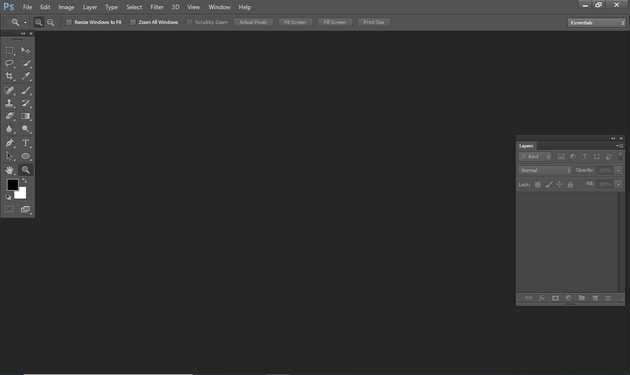 Ps File Edit Image Layer Type Select Filter 3D View Window Help
Resize Windows to Fit Zoom All Windows Scrubby Zoom Actual Pixels Fit Screen Fill Screen Print Size Essentials
Layers
Kind
Normal Opacity:
Lock: Fill: